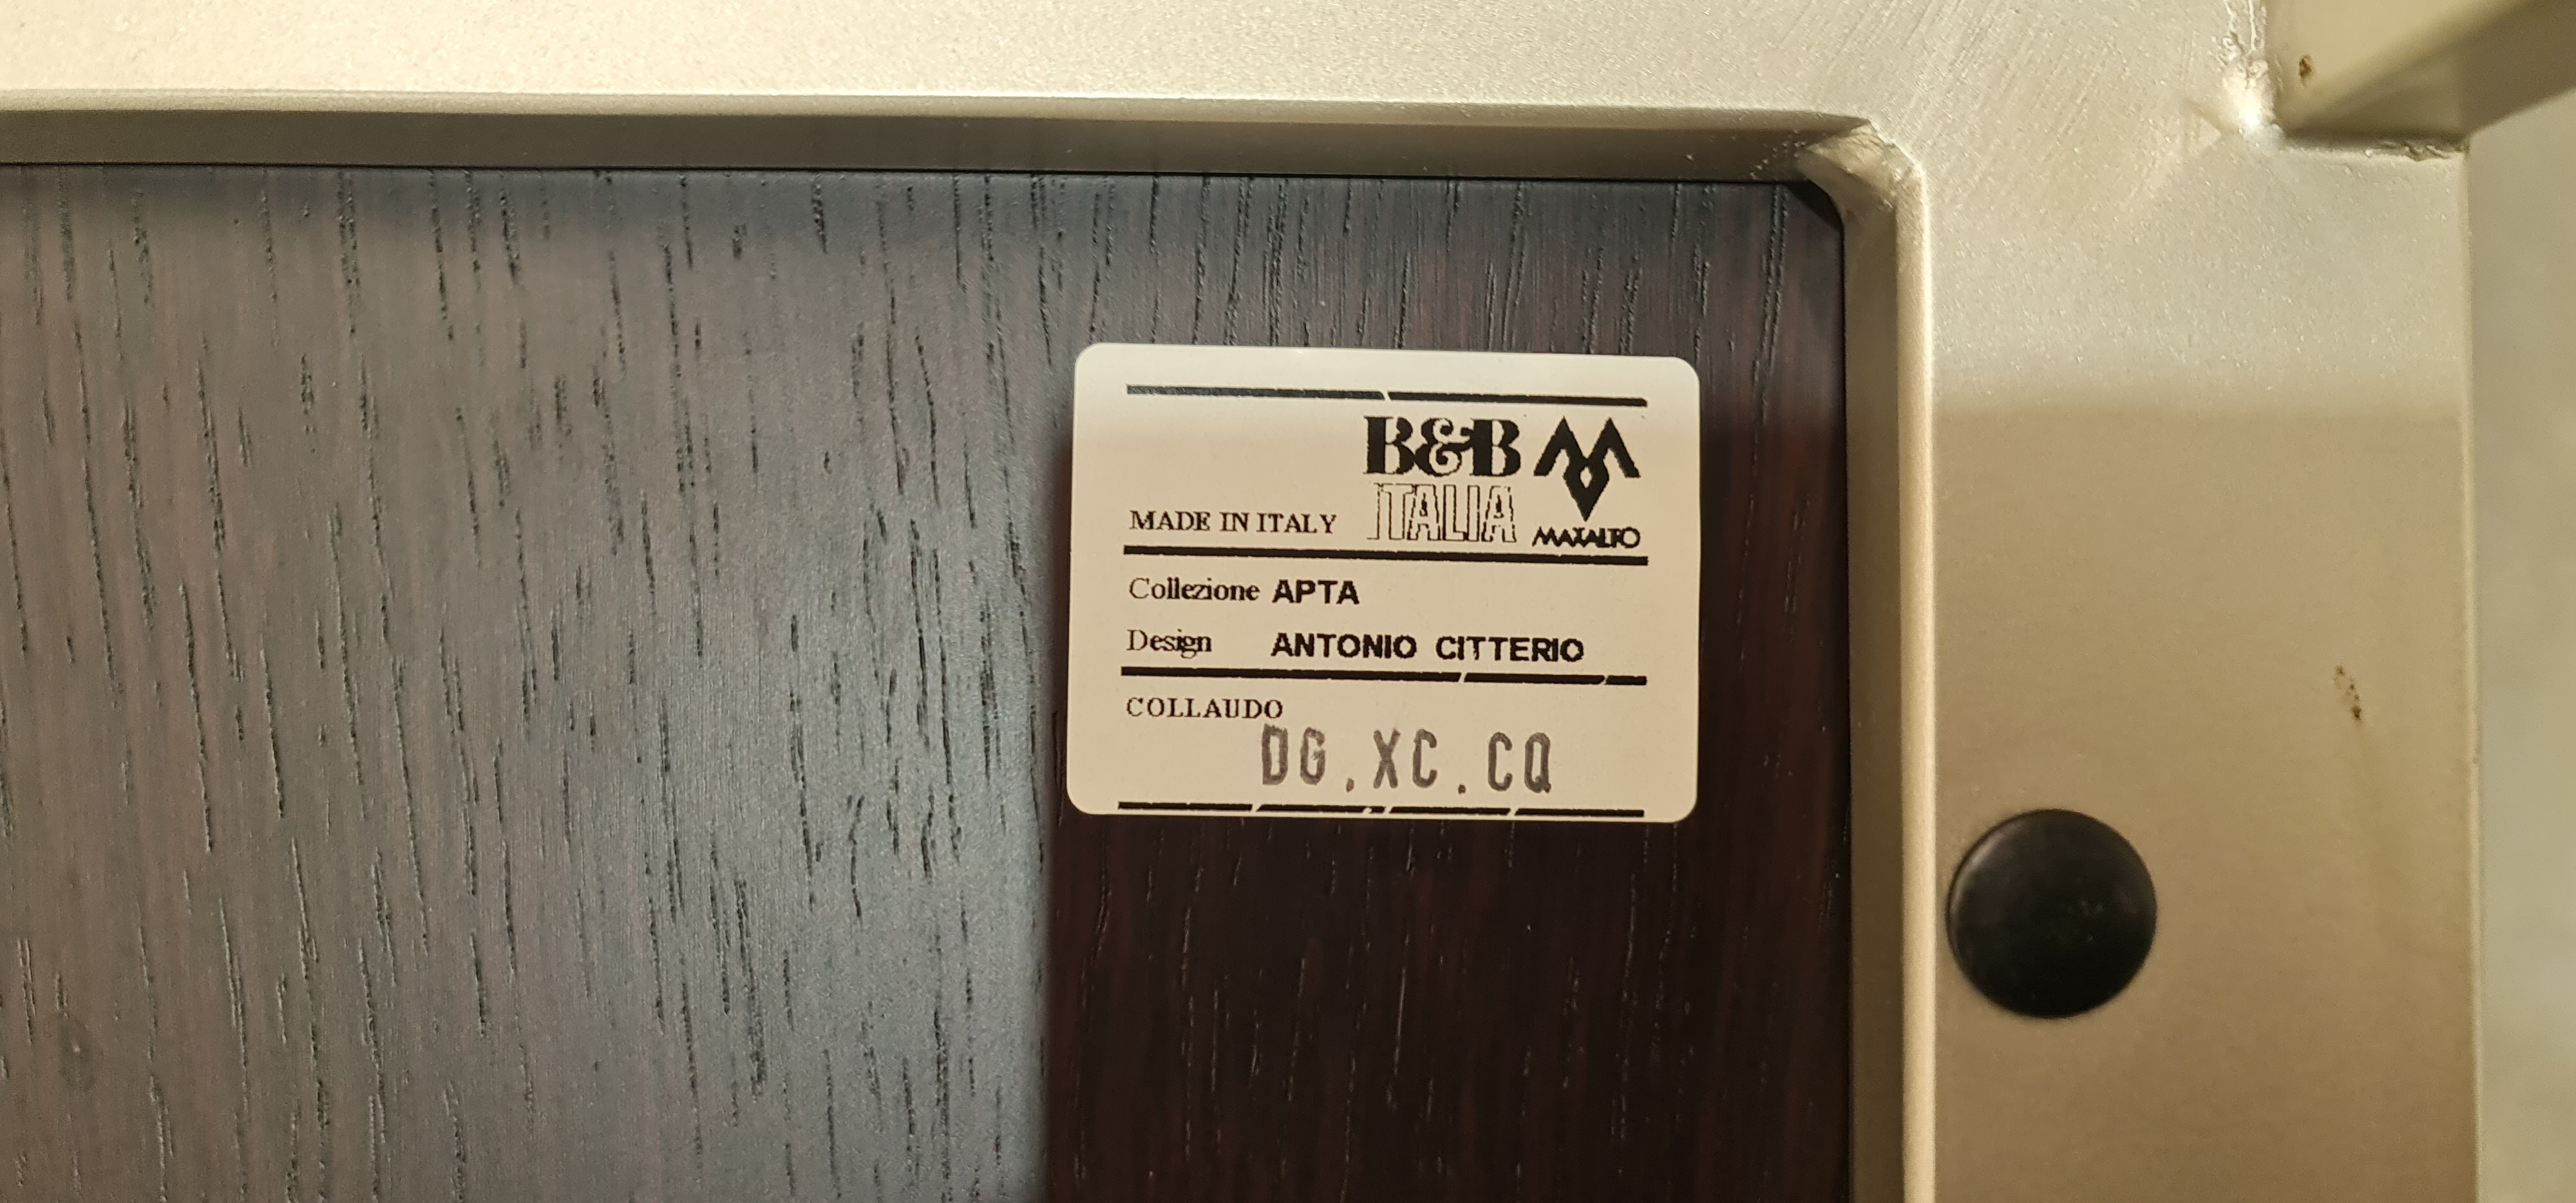 B&B
ITALIA
MAXALTO
MADE IN ITALY
Collezione APTA
Design ANTONIO CITTERIO
COLLAUDO
DG.XC.CQ